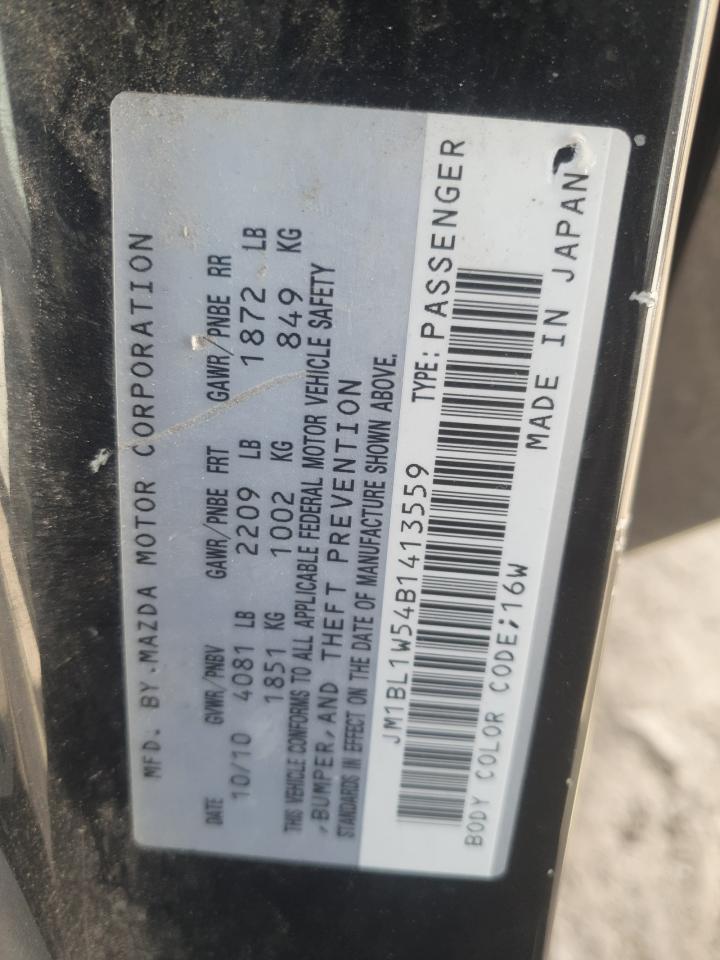 MFD. BY MAZDA MOTOR CORPORATION
DATE GVWR/PNBV GAWR/PNBE FRT GAWR/PNBE RR
10/10 4081 LB 2209 LB 1872 LB
1851 KG 1002 KG 849 KG
THIS VEHICLE CONFORMS TO ALL APPLICABLE FEDERAL MOTOR VEHICLE SAFETY
,BUMPER,AND THEFT PREVENTION
STANDARDS IN EFFECT ON THE DATE OF MANUFACTURE SHOWN ABOVE.
JM1BL1W54B1413559 TYPE:PASSENGER
BODY COLOR CODE;16W MADE IN JAPAN